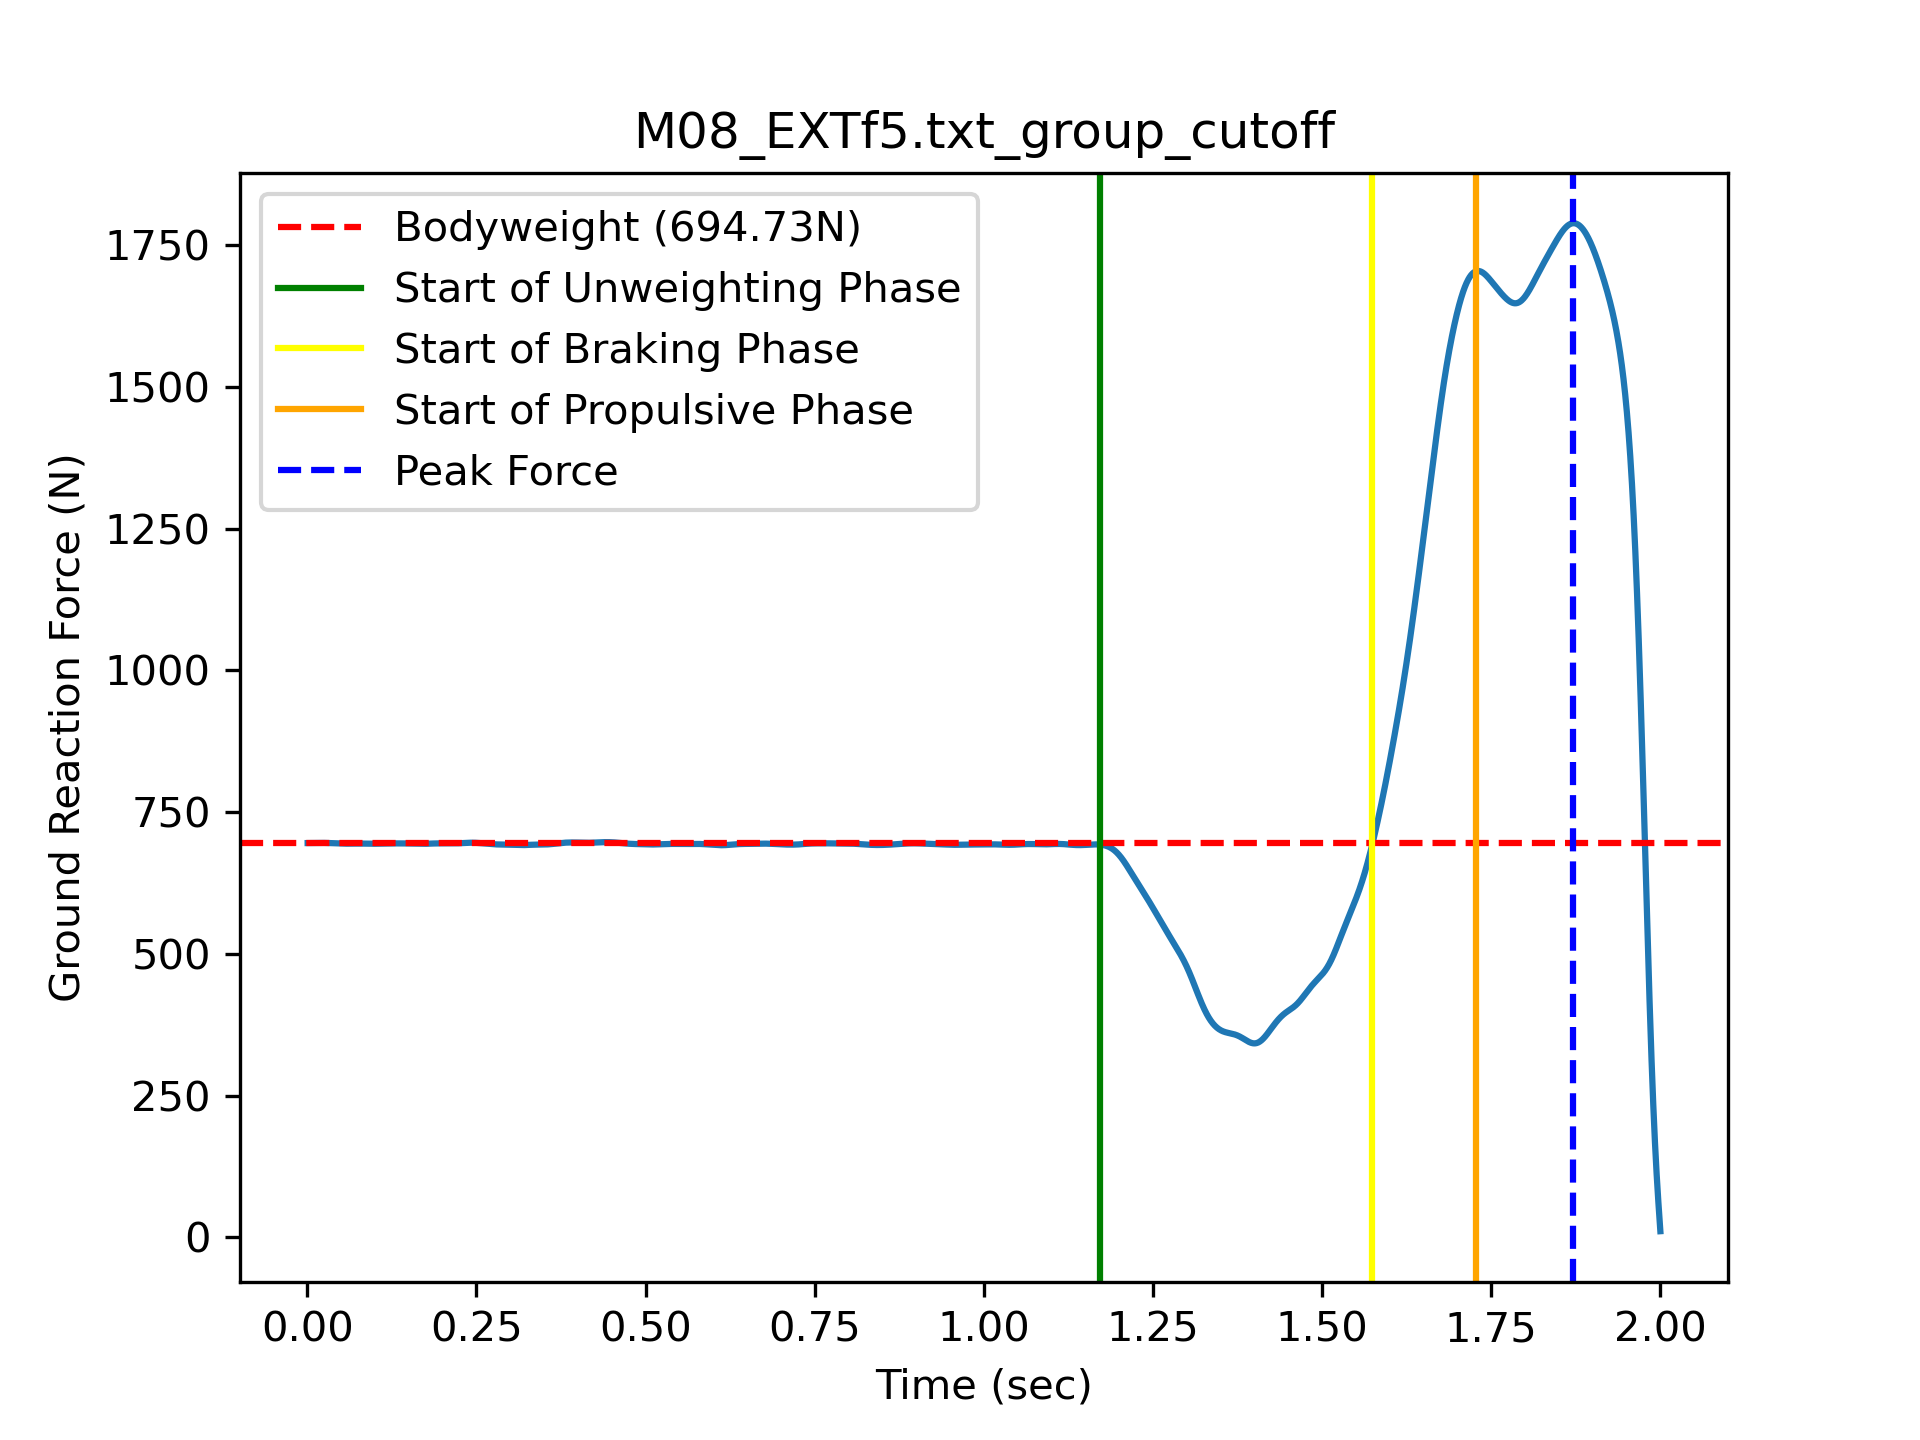 M08_EXTf5.txt_group_cutoff
Bodyweight (694.73N)
Start of Unweighting Phase
Start of Braking Phase
Start of Propulsive Phase
Peak Force
Ground Reaction Force (N)
1750
1500
1250
1000
750
500
250
0
0.00 0.25 0.50 0.75 1.00 1.25 1.50 1.75 2.00
Time (sec)